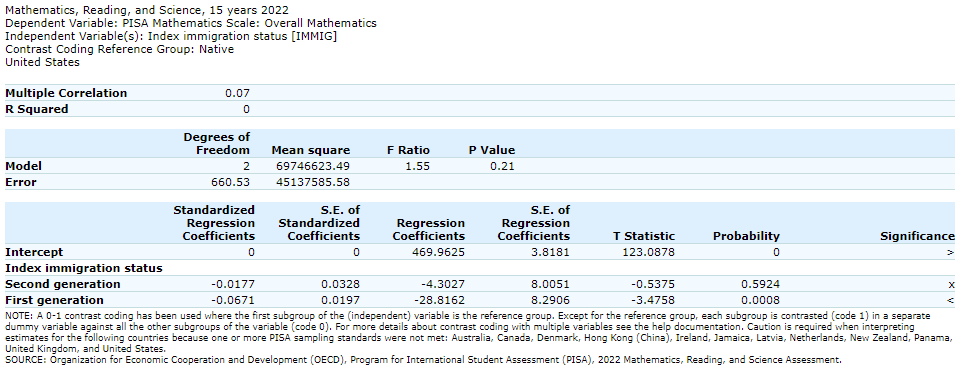 Mathematics, Reading, and Science, 15 years 2022
Dependent Variable: PISA Mathematics Scale: Overall Mathematics
Independent Variable(s): Index immigration status [IMMIG]
Contrast Coding Reference Group: Native
United States
Multiple Correlation 0.07
R Squared 0
Degrees of
Freedom Mean square F Ratio P Value
Model 2 69746623.49 1.55 0.21
Error 660.53 45137585.58
Standardized S.E. of S.E. of
Regression Standardized Regression Regression
Coefficients Coefficients Coefficients Coefficients T Statistic Probability Significance
Intercept 0 0 469.9625 3.8181 123.0878 0 >
Index immigration status
Second generation -0.0177 0.0328 -4.3027 8.0051 -0.5375 0.5924 x
First generation -0.0671 0.0197 -28.8162 8.2906 -3.4758 0.0008 <
NOTE: A 0-1 contrast coding has been used where the first subgroup of the (independent) variable is the reference group. Except for the reference group, each subgroup is contrasted (code 1) in a separate
dummy variable against all the other subgroups of the variable (code 0). For more details about contrast coding with multiple variables see the help documentation. Caution is required when interpreting
estimates for the following countries because one or more PISA sampling standards were not met: Australia, Canada, Denmark, Hong Kong (China), Ireland, Jamaica, Latvia, Netherlands, New Zealand, Panama,
United Kingdom, and United States.
SOURCE: Organization for Economic Cooperation and Development (OECD), Program for International Student Assessment (PISA), 2022 Mathematics, Reading, and Science Assessment.